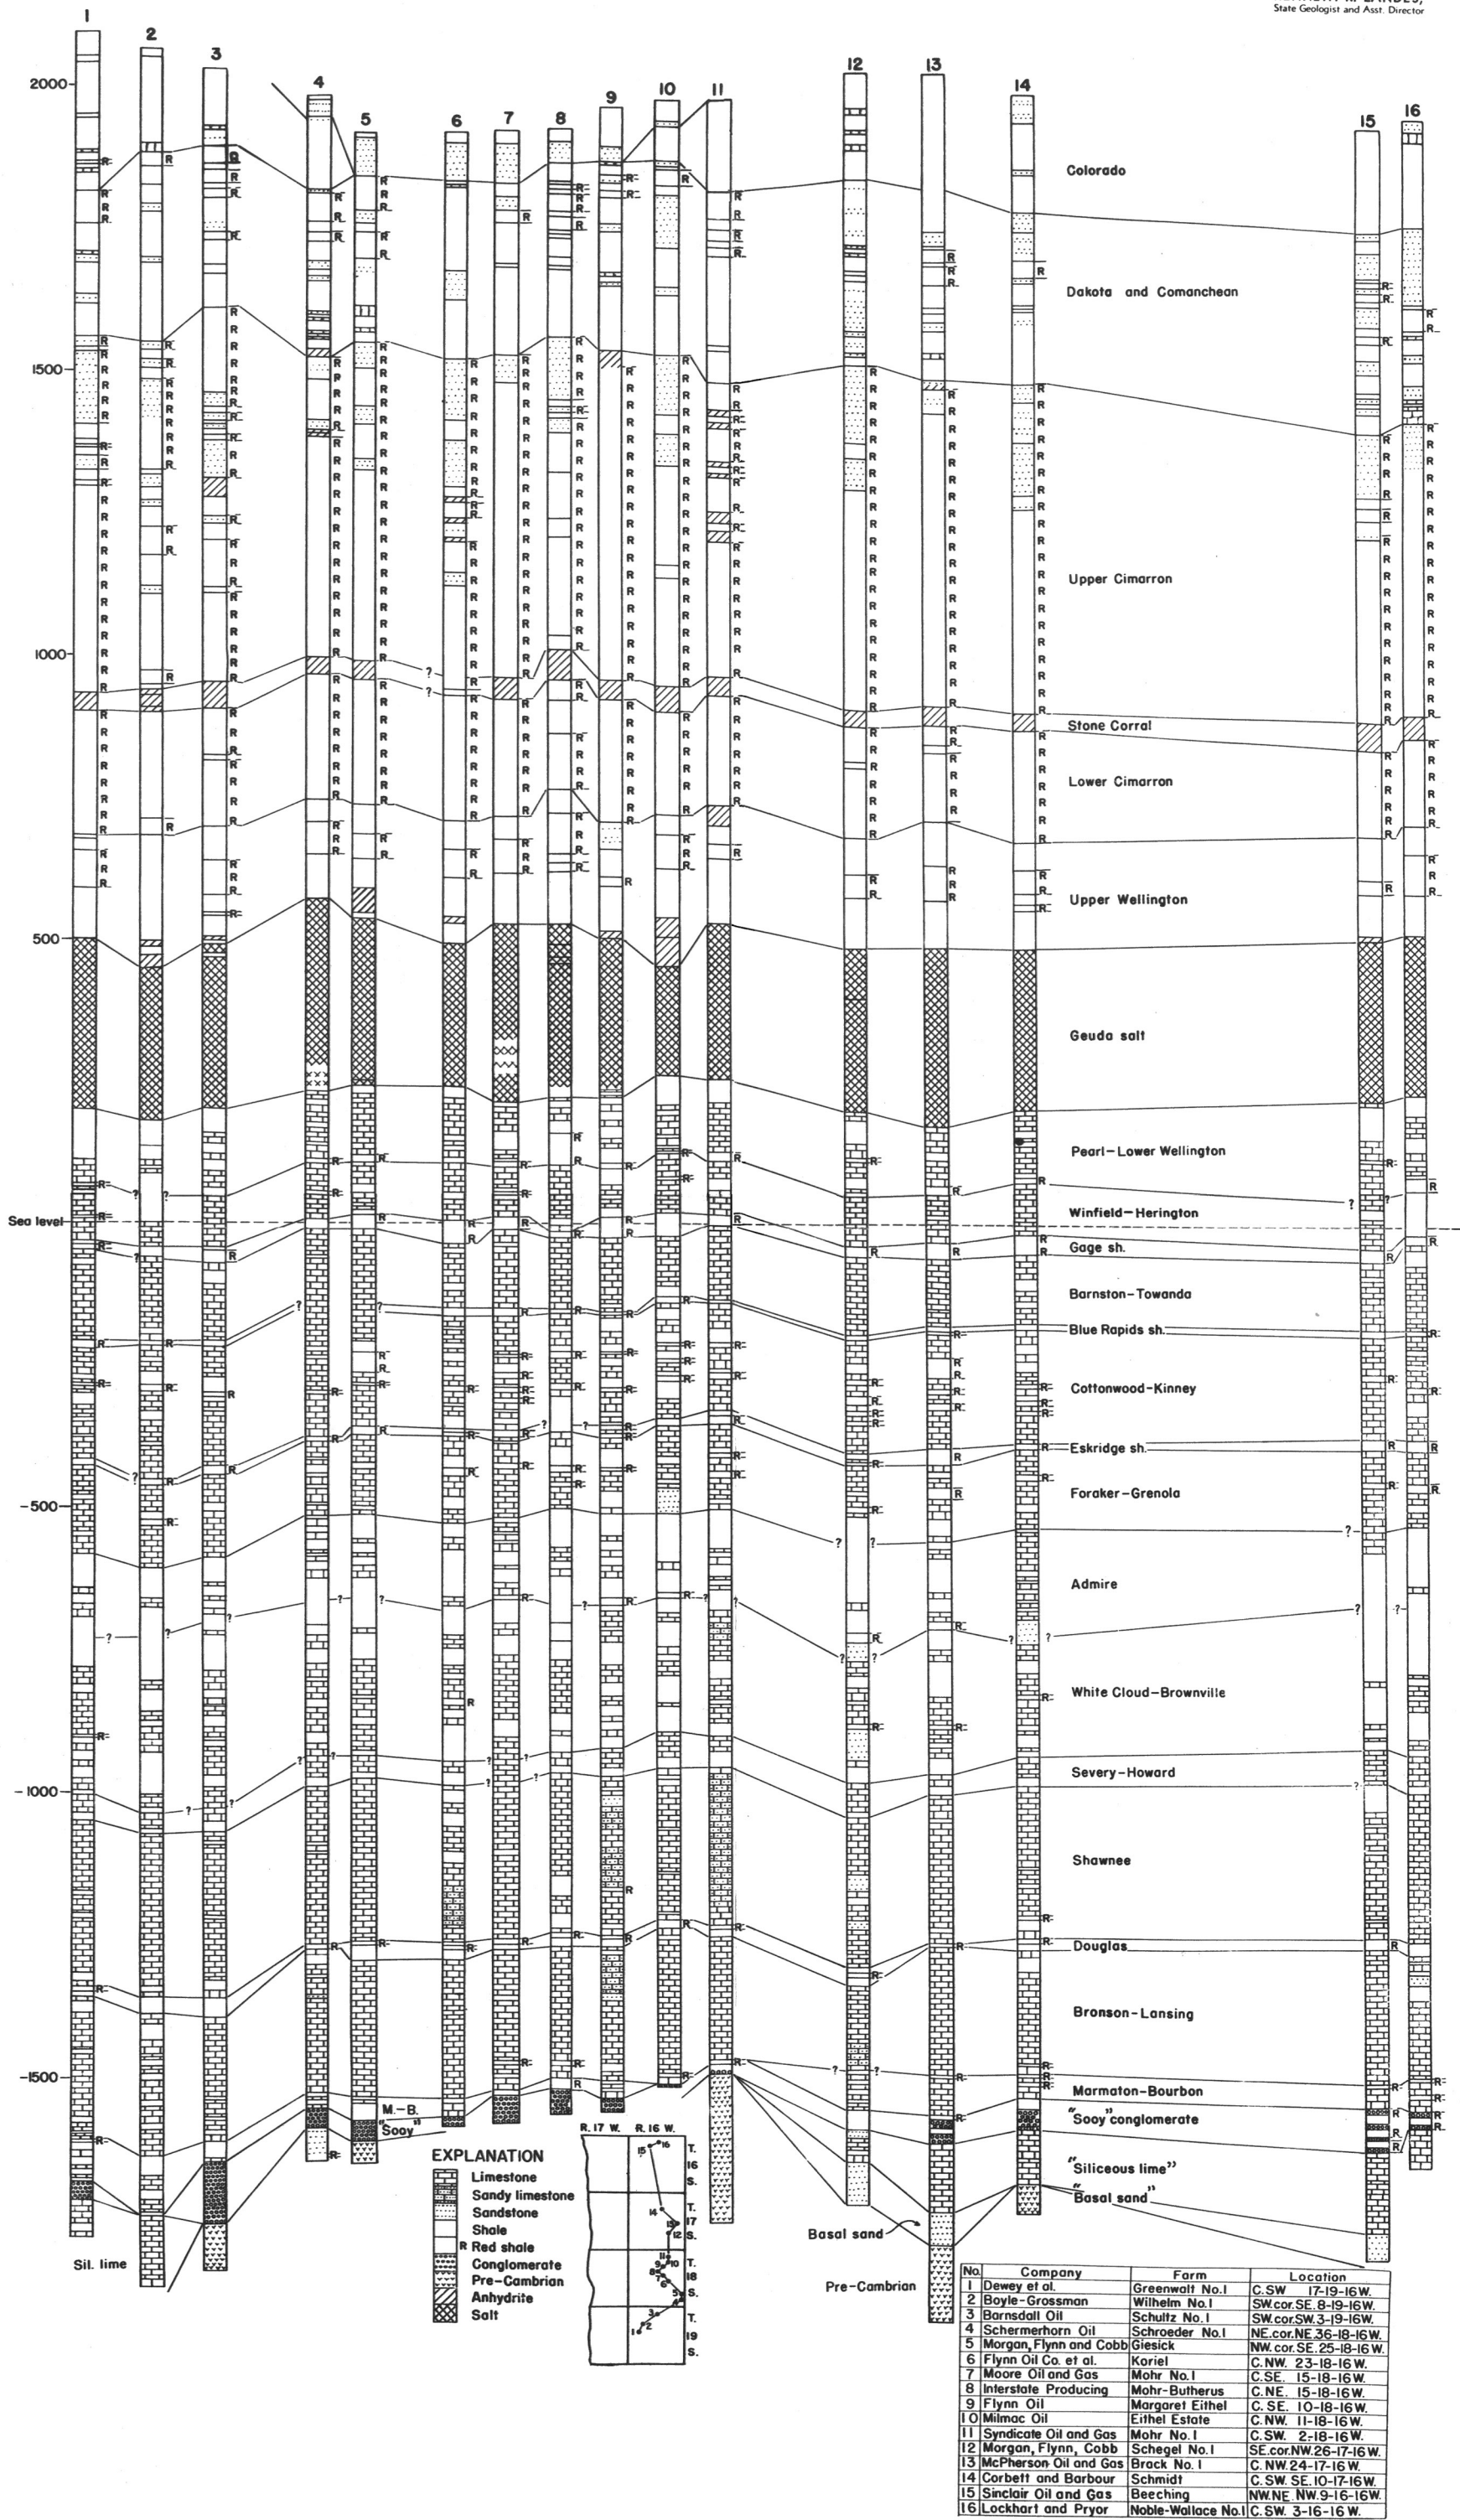 State Geologist and Asst. Director
1 2 3 4 5 6 7 8 9 10 11 12 13 14 15 16
2000
1500
1000
500
Sea level
-500
-1000
-1500
Colorado
Dakota and Comanchean
Upper Cimarron
Stone Corral
Lower Cimarron
Upper Wellington
Geuda salt
Pearl-Lower Wellington
Winfield-Herington
Gage sh.
Barnston-Towanda
Blue Rapids sh.
Cottonwood-Kinney
Eskridge sh.
Foraker-Grenola
Admire
White Cloud-Brownville
Severy-Howard
Shawnee
Douglas
Bronson-Lansing
Marmaton-Bourbon
"Sooy" conglomerate
"Siliceous lime"
"Basal sand"
M.-B.
"Sooy"
Sil. lime
Basal sand
Pre-Cambrian
EXPLANATION
Limestone
Sandy limestone
Sandstone
Shale
R Red shale
Conglomerate
Pre-Cambrian
Anhydrite
Salt
R. 17 W. R. 16 W.
T. 16 S.
T. 17 S.
T. 18 S.
T. 19 S.
No. Company Farm Location
1 Dewey et al. Greenwalt No.1 C.SW 17-19-16W.
2 Boyle-Grossman Wilhelm No.1 SW.cor.SE.8-19-16W.
3 Barnsdall Oil Schultz No.1 SW.cor.SW.3-19-16W.
4 Schermerhorn Oil Schroeder No.1 NE.cor.NE.36-18-16W.
5 Morgan, Flynn and Cobb Giesick NW.cor.SE.25-18-16W.
6 Flynn Oil Co. et al. Koriel C.NW. 23-18-16W.
7 Moore Oil and Gas Mohr No.1 C.SE. 15-18-16W.
8 Interstate Producing Mohr-Butherus C.NE. 15-18-16W.
9 Flynn Oil Margaret Eithel C.SE. 10-18-16W.
10 Milmac Oil Eithel Estate C.NW. 11-18-16W.
11 Syndicate Oil and Gas Mohr No.1 C.SW. 2-18-16W.
12 Morgan, Flynn, Cobb Schegel No.1 SE.cor.NW.26-17-16W.
13 McPherson Oil and Gas Brack No.1 C.NW.24-17-16W.
14 Corbett and Barbour Schmidt C.SW.SE.10-17-16W.
15 Sinclair Oil and Gas Beeching NW.NE.NW.9-16-16W.
16 Lockhart and Pryor Noble-Wallace No.1 C.SW. 3-16-16W.